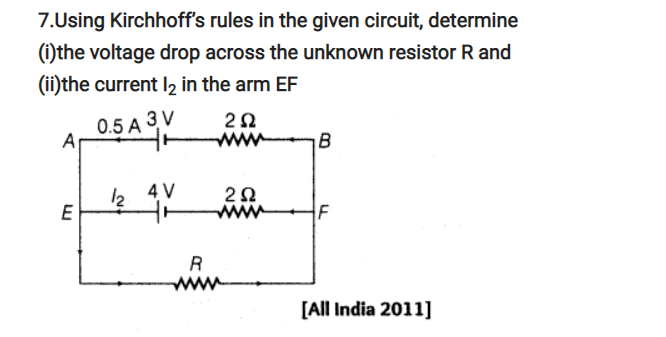 7.Using Kirchhoff's rules in the given circuit, determine
(i)the voltage drop across the unknown resistor R and
(ii)the current I₂ in the arm EF
0.5 A 3 V 2 Ω
A B
I₂ 4 V 2 Ω
E F
R
[All India 2011]